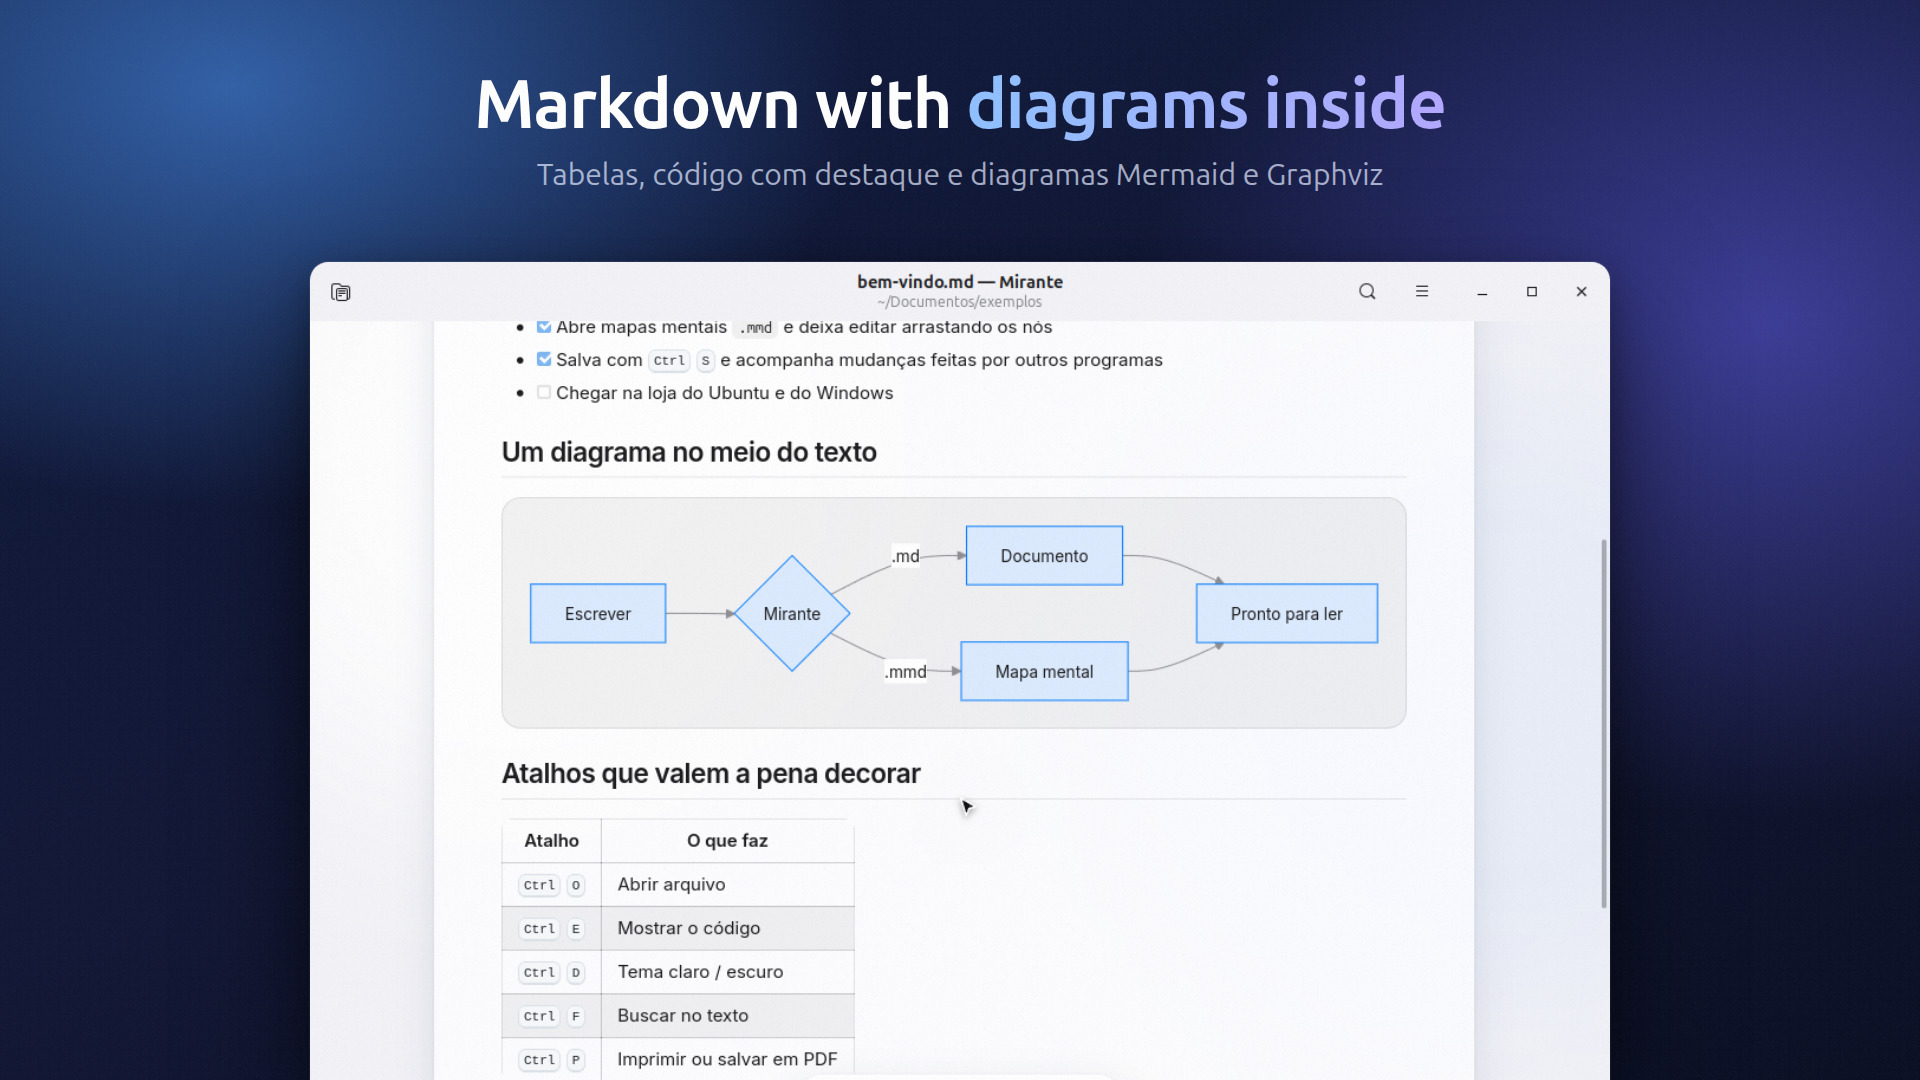 Markdown with diagrams inside
Tabelas, código com destaque e diagramas Mermaid e Graphviz
bem-vindo.md — Mirante
~/Documentos/exemplos
Abre mapas mentais .mmd e deixa editar arrastando os nós
Salva com Ctrl S e acompanha mudanças feitas por outros programas
Chegar na loja do Ubuntu e do Windows
Um diagrama no meio do texto
Escrever
Mirante
.md
Documento
.mmd
Mapa mental
Pronto para ler
Atalhos que valem a pena decorar
Atalho O que faz
Ctrl O Abrir arquivo
Ctrl E Mostrar o código
Ctrl D Tema claro / escuro
Ctrl F Buscar no texto
Ctrl P Imprimir ou salvar em PDF